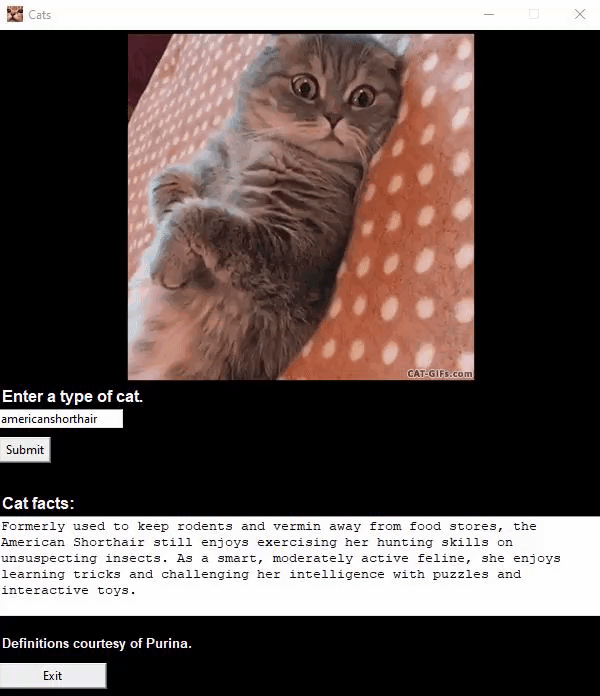 Cats
CAT-GIFs.com
Enter a type of cat.
americanshorthair
Submit
Cat facts:
Formerly used to keep rodents and vermin away from food stores, the
American Shorthair still enjoys exercising her hunting skills on
unsuspecting insects. As a smart, moderately active feline, she enjoys
learning tricks and challenging her intelligence with puzzles and
interactive toys.
Definitions courtesy of Purina.
Exit